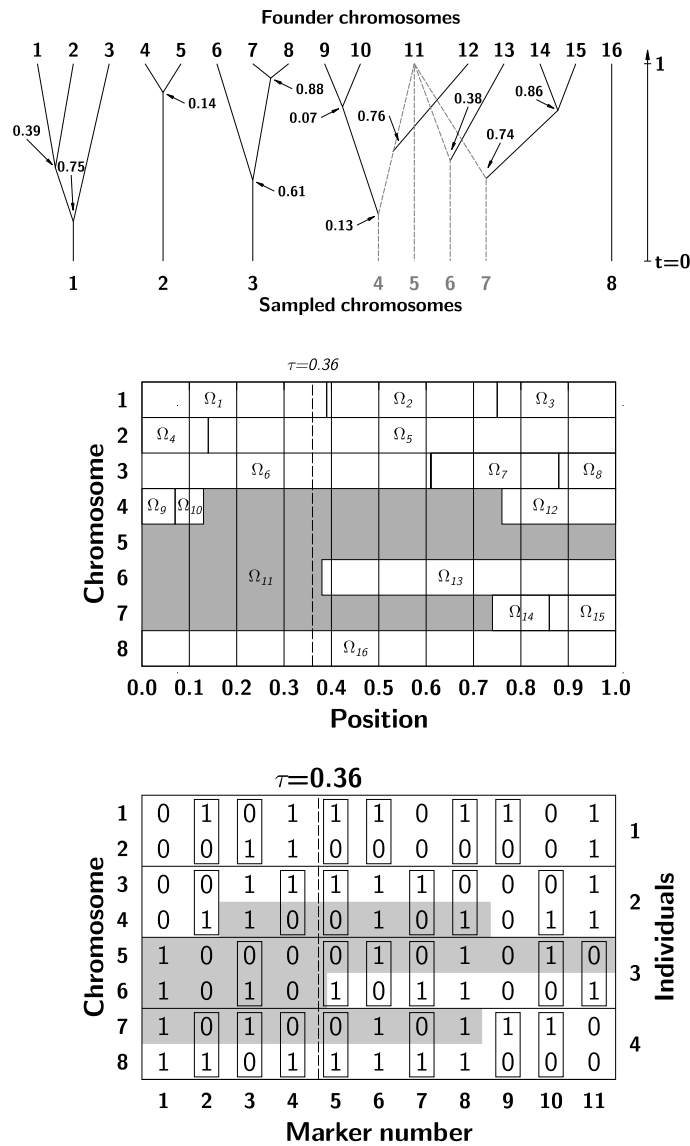 Founder chromosomes
1 2 3 4 5 6 7 8 9 10 11 12 13 14 15 16
1
0.88
0.86
0.38
0.14
0.07
0.76
0.39
0.74
0.75
0.61
0.13
t=0
1 2 3 4 5 6 7 8
Sampled chromosomes
τ=0.36
1 Ω1 Ω2 Ω3
2 Ω4 Ω5
3 Ω6 Ω7 Ω8
4 Ω9 Ω10 Ω12
5
6 Ω11 Ω13
7 Ω14 Ω15
8 Ω16
Chromosome
0.0 0.1 0.2 0.3 0.4 0.5 0.6 0.7 0.8 0.9 1.0
Position
τ=0.36
1 0 1 0 1 1 1 0 1 1 0 1
1
2 0 0 1 1 0 0 0 0 0 0 1
3 0 0 1 1 1 1 1 0 0 0 1
2
4 0 1 1 0 0 1 0 1 0 1 1
5 1 0 0 0 0 1 0 1 0 1 0
3
6 1 0 1 0 1 0 1 1 0 0 1
7 1 0 1 0 0 1 0 1 1 1 0
4
8 1 1 0 1 1 1 1 1 0 0 0
Chromosome
Individuals
1 2 3 4 5 6 7 8 9 10 11
Marker number